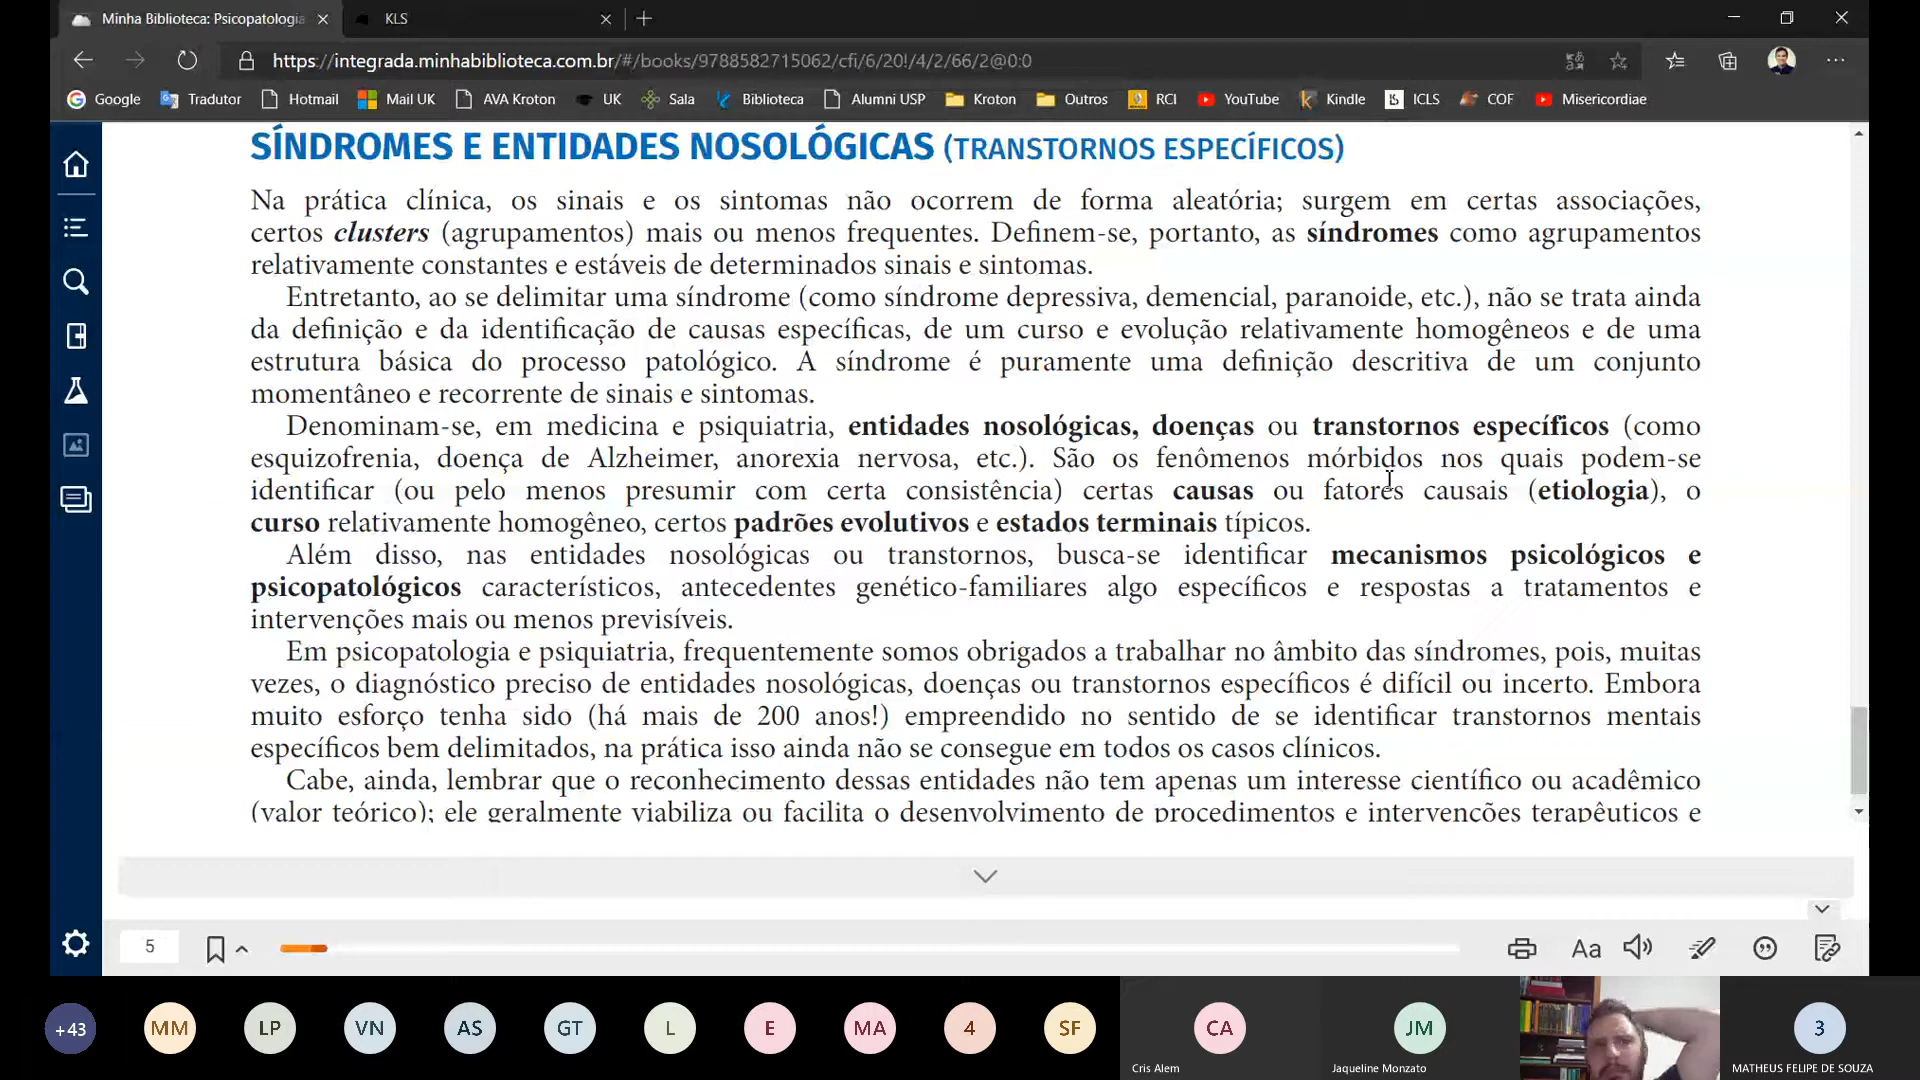 Minha Biblioteca: Psicopatologia
KLS
https://integrada.minhabiblioteca.com.br/#/books/9788582715062/cfi/6/20!/4/2/66/2@0:0
Google Tradutor Hotmail Mail UK AVA Kroton UK Sala Biblioteca Alumni USP Kroton Outros RCI YouTube Kindle ICLS COF Misericordiae
SÍNDROMES E ENTIDADES NOSOLÓGICAS (TRANSTORNOS ESPECÍFICOS)
Na prática clínica, os sinais e os sintomas não ocorrem de forma aleatória; surgem em certas associações,
certos clusters (agrupamentos) mais ou menos frequentes. Definem-se, portanto, as síndromes como agrupamentos
relativamente constantes e estáveis de determinados sinais e sintomas.
Entretanto, ao se delimitar uma síndrome (como síndrome depressiva, demencial, paranoide, etc.), não se trata ainda
da definição e da identificação de causas específicas, de um curso e evolução relativamente homogêneos e de uma
estrutura básica do processo patológico. A síndrome é puramente uma definição descritiva de um conjunto
momentâneo e recorrente de sinais e sintomas.
Denominam-se, em medicina e psiquiatria, entidades nosológicas, doenças ou transtornos específicos (como
esquizofrenia, doença de Alzheimer, anorexia nervosa, etc.). São os fenômenos mórbidos nos quais podem-se
identificar (ou pelo menos presumir com certa consistência) certas causas ou fatores causais (etiologia), o
curso relativamente homogêneo, certos padrões evolutivos e estados terminais típicos.
Além disso, nas entidades nosológicas ou transtornos, busca-se identificar mecanismos psicológicos e
psicopatológicos característicos, antecedentes genético-familiares algo específicos e respostas a tratamentos e
intervenções mais ou menos previsíveis.
Em psicopatologia e psiquiatria, frequentemente somos obrigados a trabalhar no âmbito das síndromes, pois, muitas
vezes, o diagnóstico preciso de entidades nosológicas, doenças ou transtornos específicos é difícil ou incerto. Embora
muito esforço tenha sido (há mais de 200 anos!) empreendido no sentido de se identificar transtornos mentais
específicos bem delimitados, na prática isso ainda não se consegue em todos os casos clínicos.
Cabe, ainda, lembrar que o reconhecimento dessas entidades não tem apenas um interesse científico ou acadêmico
(valor teórico); ele geralmente viabiliza ou facilita o desenvolvimento de procedimentos e intervenções terapêuticos e
5
Aa
+43 MM LP VN AS GT L E MA 4 SF CA JM 3
Cris Alem Jaqueline Monzato MATHEUS FELIPE DE SOUZA